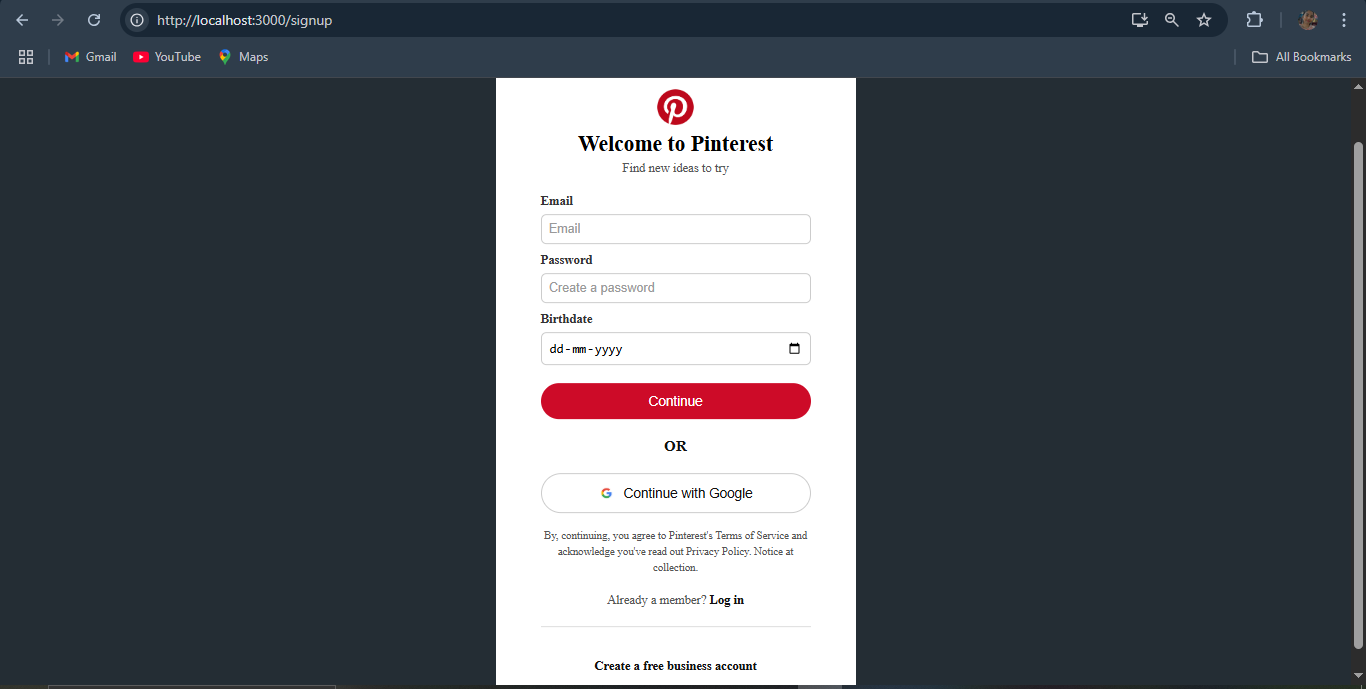 http://localhost:3000/signup
Gmail
YouTube
Maps
All Bookmarks
Welcome to Pinterest
Find new ideas to try
Email
Email
Password
Create a password
Birthdate
dd-mm-yyyy
Continue
OR
Continue with Google
By, continuing, you agree to Pinterest's Terms of Service and
acknowledge you've read out Privacy Policy. Notice at
collection.
Already a member? Log in
Create a free business account